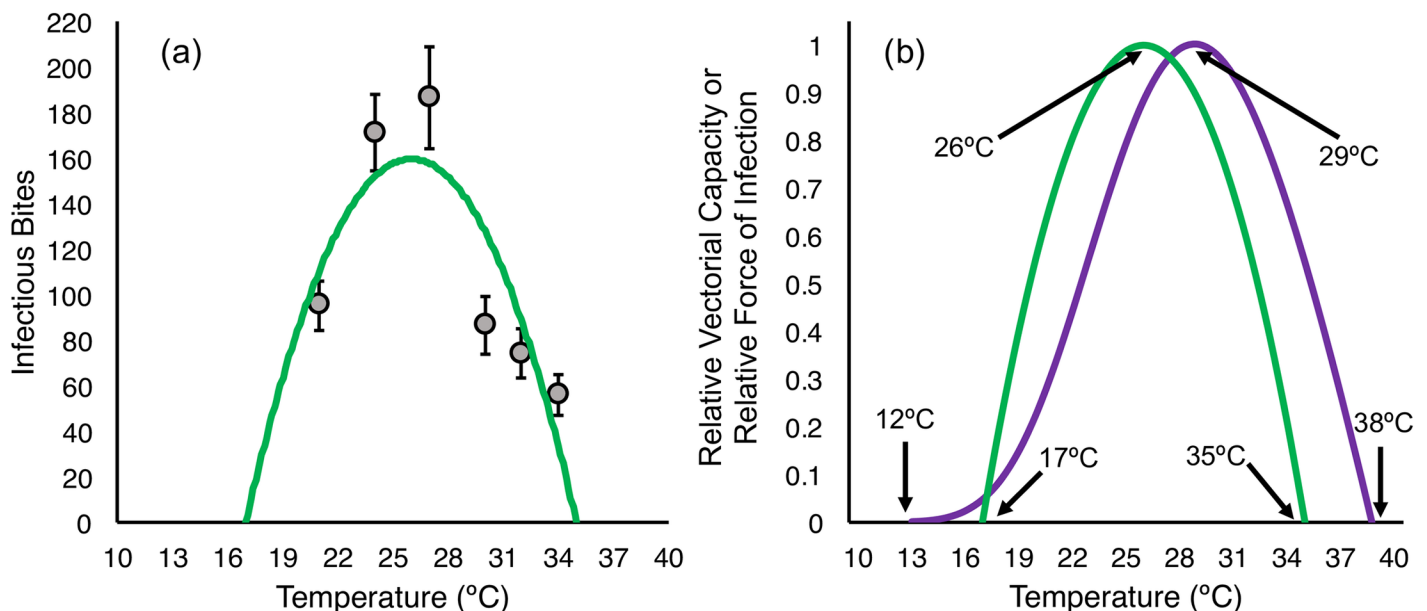 (a)
Infectious Bites
220
200
180
160
140
120
100
80
60
40
20
0
10 13 16 19 22 25 28 31 34 37 40
Temperature (ºC)
(b)
Relative Vectorial Capacity or
Relative Force of Infection
1
0.9
0.8
0.7
0.6
0.5
0.4
0.3
0.2
0.1
0
26ºC
29ºC
12ºC
17ºC
35ºC
38ºC
10 13 16 19 22 25 28 31 34 37 40
Temperature (ºC)